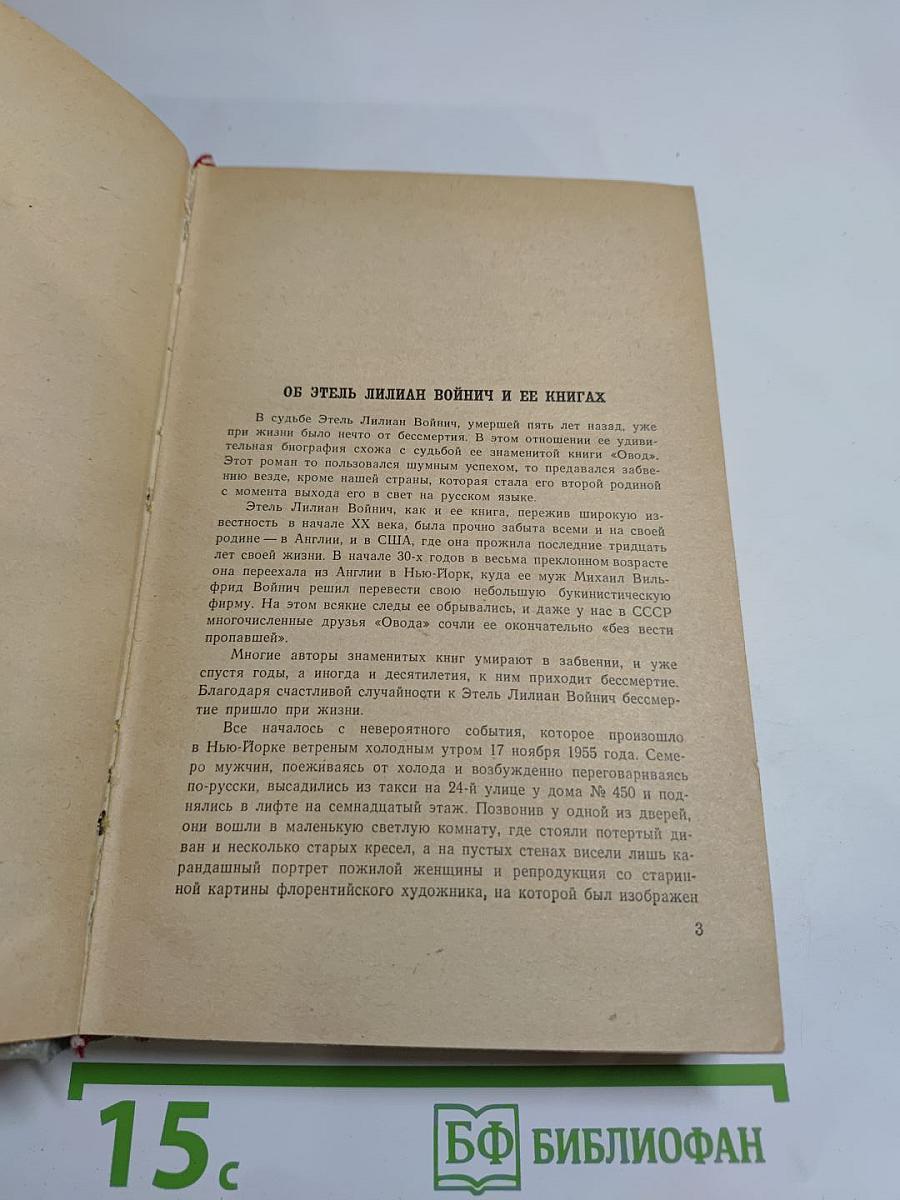 ОБ ЭТЕЛЬ ЛИЛИАН ВОЙНИЧ И ЕЕ КНИГАХ
В судьбе Этель Лилиан Войнич, умершей пять лет назад, уже
при жизни было нечто от бессмертия. В этом отношении ее удиви-
тельная биография схожа с судьбой ее знаменитой книги «Овод».
Этот роман то пользовался шумным успехом, то предавался забве-
нию везде, кроме нашей страны, которая стала его второй родиной
с момента выхода его в свет на русском языке.
Этель Лилиан Войнич, как и ее книга, пережив широкую из-
вестность в начале XX века, была прочно забыта всеми и на своей
родине — в Англии, и в США, где она прожила последние тридцать
лет своей жизни. В начале 30-х годов в весьма преклонном возрасте
она переехала из Англии в Нью-Йорк, куда ее муж Михаил Виль-
фрид Войнич решил перевести свою небольшую букинистическую
фирму. На этом всякие следы ее обрывались, и даже у нас в СССР
многочисленные друзья «Овода» сочли ее окончательно «без вести
пропавшей».
Многие авторы знаменитых книг умирают в забвении, и уже
спустя годы, а иногда и десятилетия, к ним приходит бессмертие.
Благодаря счастливой случайности к Этель Лилиан Войнич бессмер-
тие пришло при жизни.
Все началось с невероятного события, которое произошло
в Нью-Йорке ветреным холодным утром 17 ноября 1955 года. Семе-
ро мужчин, поеживаясь от холода и возбужденно переговариваясь
по-русски, высадились из такси на 24-й улице у дома № 450 и под-
нялись в лифте на семнадцатый этаж. Позвонив у одной из дверей,
они вошли в маленькую светлую комнату, где стояли потертый ди-
ван и несколько старых кресел, а на пустых стенах висели лишь ка-
рандашный портрет пожилой женщины и репродукция со старин-
ной картины флорентийского художника, на которой был изображен
3
15 с
БФ БИБЛИОФАН